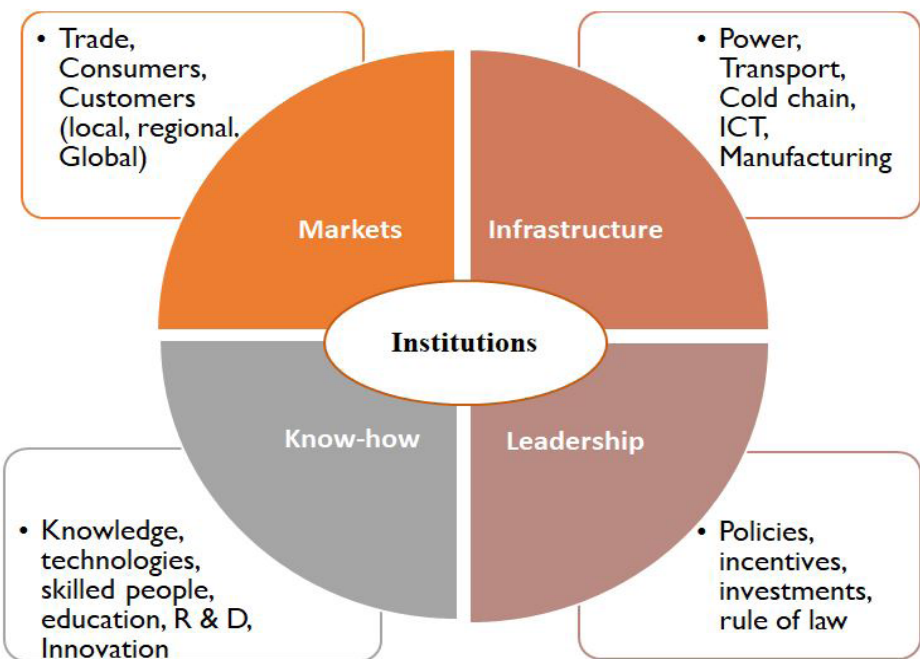 • Trade,
Consumers,
Customers
(local, regional,
Global)
• Power,
Transport,
Cold chain,
ICT,
Manufacturing
Markets
Infrastructure
Institutions
Know-how
Leadership
• Knowledge,
technologies,
skilled people,
education, R & D,
Innovation
• Policies,
incentives,
investments,
rule of law